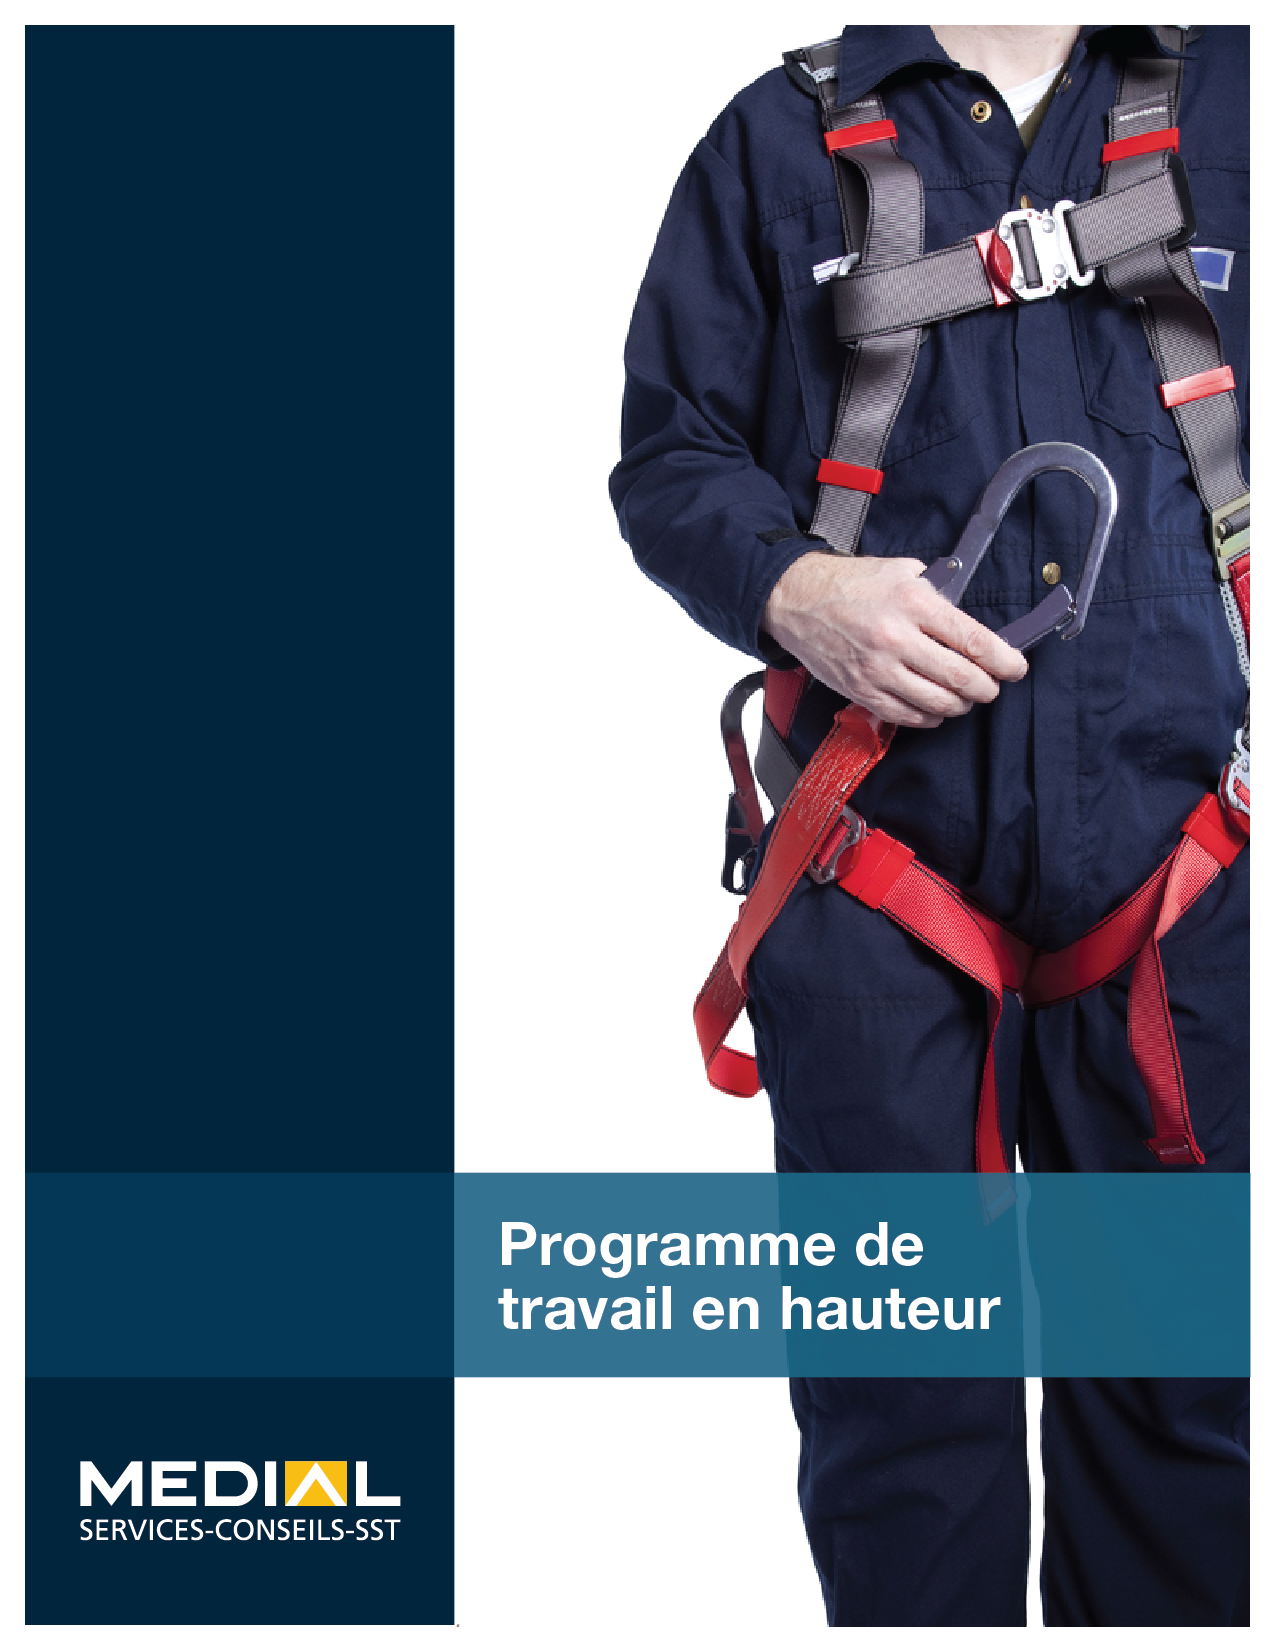 Programme de
travail en hauteur
MEDIAL
SERVICES-CONSEILS-SST